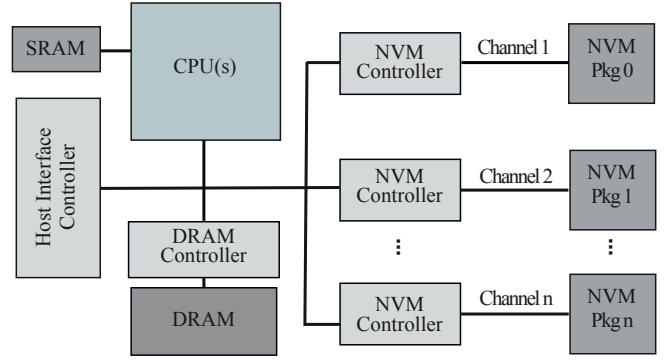 SRAM
CPU(s)
Host Interface
Controller
DRAM
Controller
DRAM
NVM
Controller
Channel 1
NVM
Pkg 0
NVM
Controller
Channel 2
NVM
Pkg 1
⋮
⋮
NVM
Controller
Channel n
NVM
Pkg n